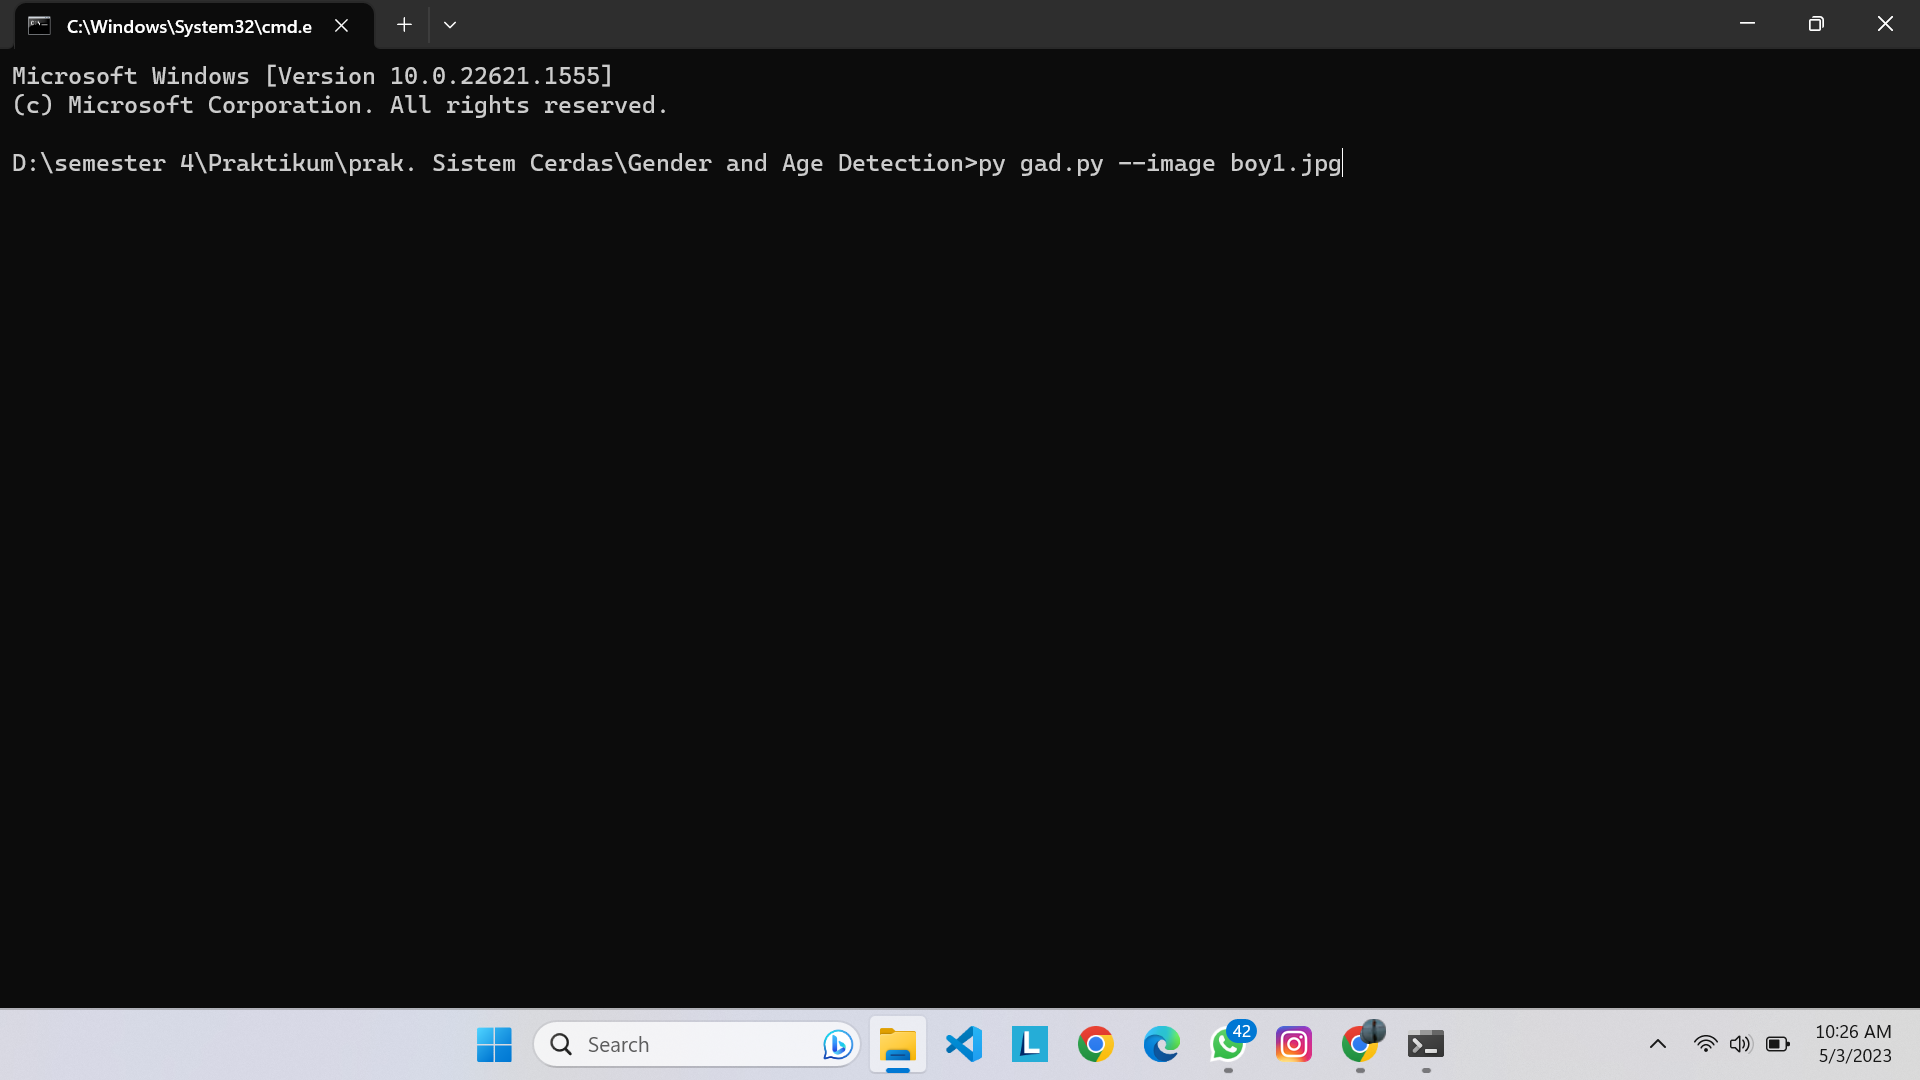 C:\Windows\System32\cmd.e
Microsoft Windows [Version 10.0.22621.1555]
(c) Microsoft Corporation. All rights reserved.
D:\semester 4\Praktikum\prak. Sistem Cerdas\Gender and Age Detection>py gad.py --image boy1.jpg
Search
L
42
10:26 AM
5/3/2023